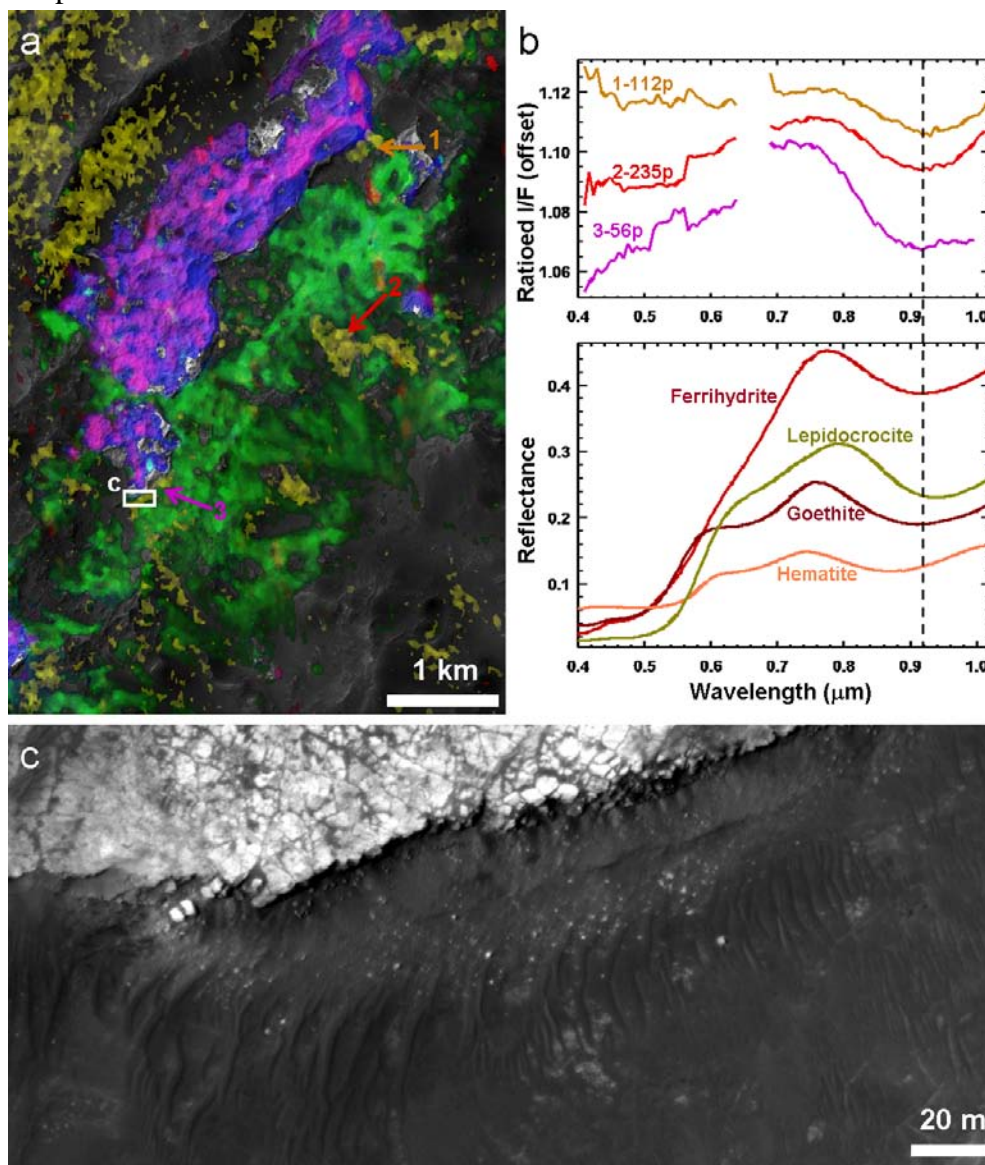 a
1
2
c
3
1 km
b
Ratioed I/F (offset)
1.12
1.10
1.08
1.06
1-112p
2-235p
3-56p
0.4 0.5 0.6 0.7 0.8 0.9 1.0
Reflectance
0.4
0.3
0.2
0.1
Ferrihydrite
Lepidocrocite
Goethite
Hematite
0.4 0.5 0.6 0.7 0.8 0.9 1.0
Wavelength (μm)
c
20 m